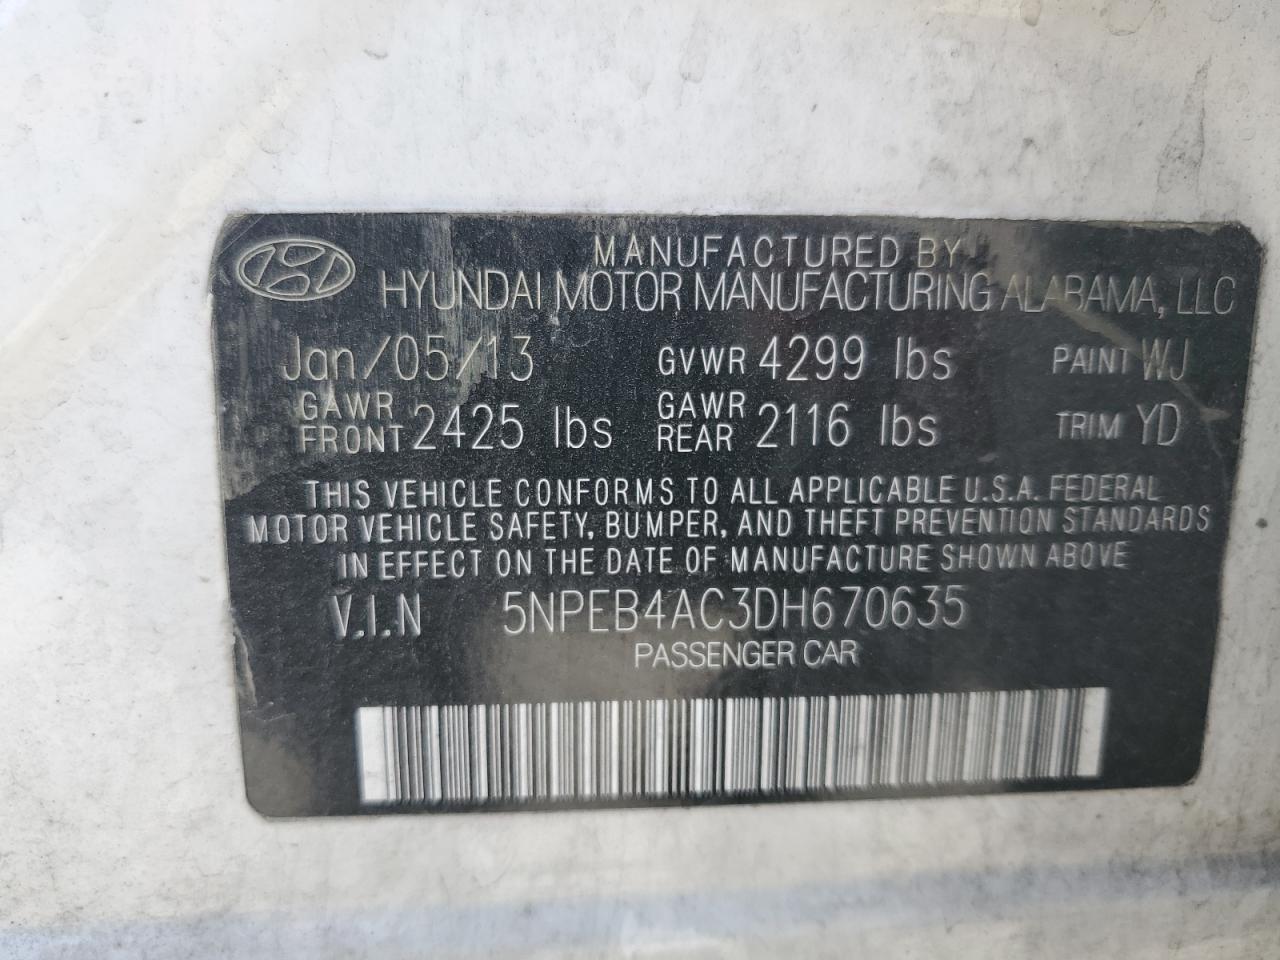 MANUFACTURED BY
HYUNDAI MOTOR MANUFACTURING ALABAMA, LLC
Jan/05/13 GVWR 4299 lbs PAINT WJ
GAWR FRONT 2425 lbs GAWR REAR 2116 lbs TRIM YD
THIS VEHICLE CONFORMS TO ALL APPLICABLE U.S.A. FEDERAL
MOTOR VEHICLE SAFETY, BUMPER, AND THEFT PREVENTION STANDARDS
IN EFFECT ON THE DATE OF MANUFACTURE SHOWN ABOVE
V.I.N 5NPEB4AC3DH670635
PASSENGER CAR